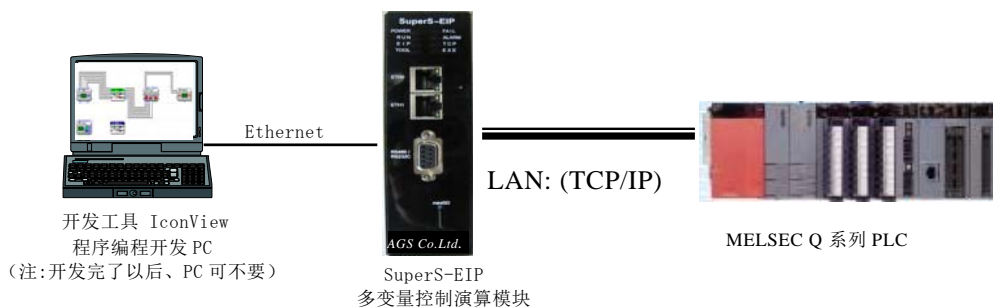 SuperS-EIP
POWER FAIL
RUN ALARM
EIP TCP
TOOL EXE
ETH0
ETH1
RS485/
RS232C
microSD
AGS Co.Ltd.
Ethernet
LAN: (TCP/IP)
开发工具 IconView
程序编程开发 PC
（注:开发完了以后、PC 可不要）
SuperS-EIP
多变量控制演算模块
MELSEC Q 系列 PLC